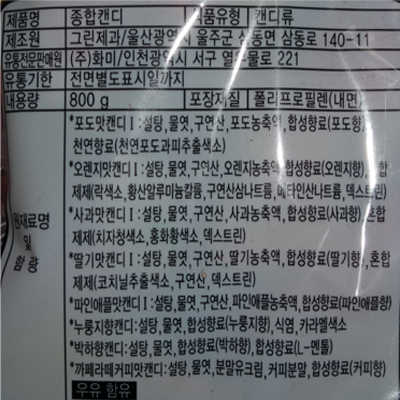 제품명 종합캔디 식품유형 캔디류
제조원 그린제과/울산광역시 울주군 삼동면 삼동로 140-11
유통전문판매원 (주)화미/인천광역시 서구 열우물로 221
유통기한 전면별도표시일까지
내용량 800 g 포장재질 폴리프로필렌(내면)
원재료명 및 함량
*포도맛캔디Ⅰ:설탕,물엿,구연산,포도농축액,합성향료(포도향)
천연향료(천연포도과피추출색소)
*오렌지맛캔디Ⅰ:설탕,물엿,구연산,오렌지농축액,합성향료(오렌지향),합
제제(락색소,황산알루미늄칼륨,구연산삼나트륨,메타인산나트륨,덱스트린)
*사과맛캔디Ⅰ:설탕,물엿,구연산,사과농축액,합성향료(사과향) 혼합
제제(치자청색소,홍화황색소,덱스트린)
*딸기맛캔디Ⅰ:설탕,물엿,구연산,딸기농축액,합성향료(딸기향), 혼합
제제(코치닐추출색소,구연산,덱스트린)
*파인애플맛캔디Ⅰ:설탕,물엿,구연산,파인애플농축액,합성향료(파인애플향)
*누룽지향캔디:설탕,물엿,합성향료(누룽지향),식염,카라멜색소
*박하향캔디:설탕,물엿,합성향료(박하향),합성향료(L-멘톨)
*까페라떼커피맛캔디:설탕,물엿,분말유크림,커피분말,합성향료(커피향)
우유 함유